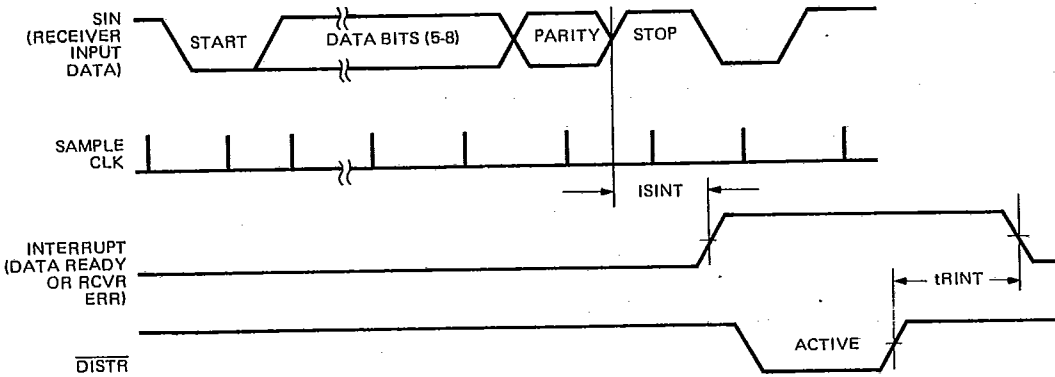 SIN
(RECEIVER
INPUT
DATA)
START
DATA BITS (5-8)
PARITY
STOP
SAMPLE
CLK
ISINT
INTERRUPT
(DATA READY
OR RCVR
ERR)
tRINT
DISTR
ACTIVE